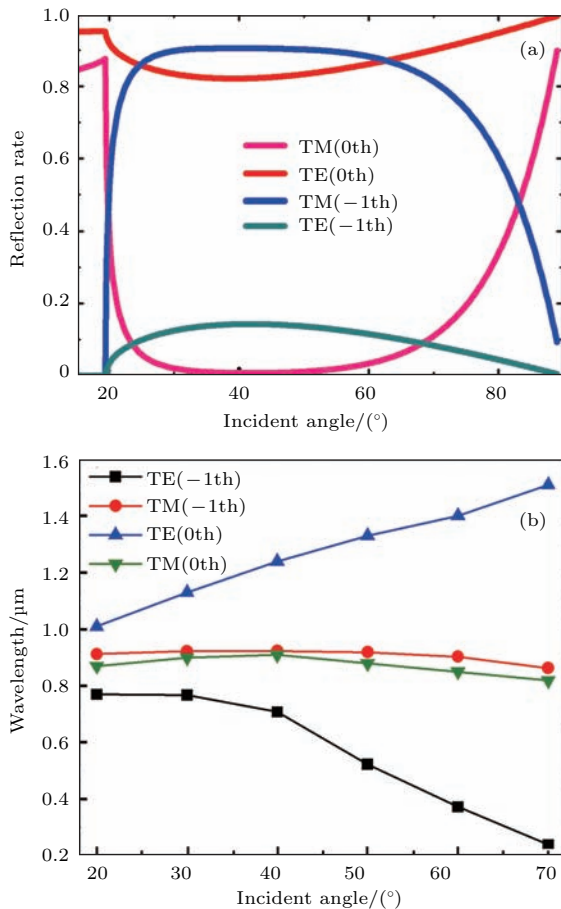 1.0
(a)
0.8
0.6
TM(0th)
TE(0th)
TM(−1th)
TE(−1th)
0.4
0.2
0
Reflection rate
20 40 60 80
Incident angle/(°)
1.6
TE(−1th)
TM(−1th)
TE(0th)
TM(0th)
(b)
1.4
1.2
1.0
0.8
0.6
0.4
0.2
Wavelength/μm
20 30 40 50 60 70
Incident angle/(°)